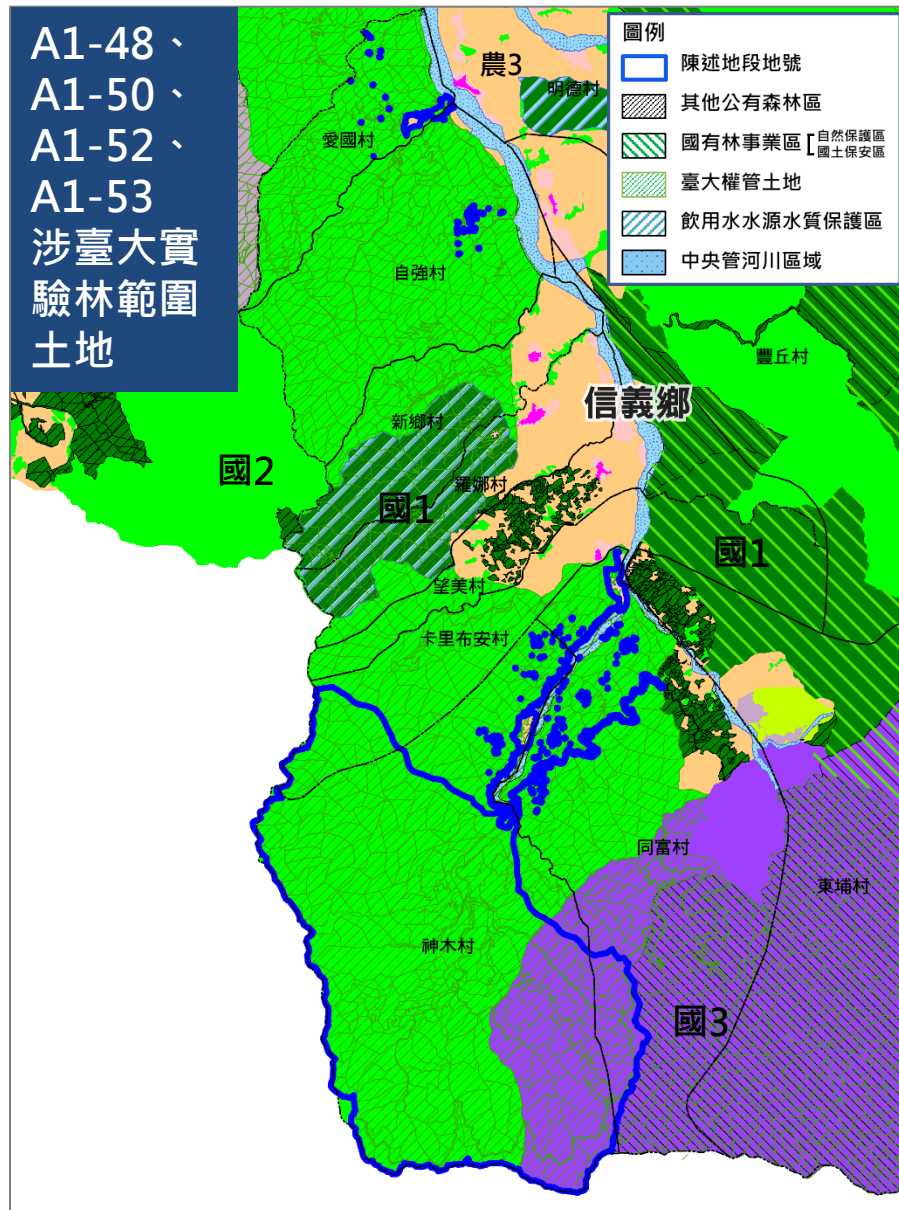 A1-48、
A1-50、
A1-52、
A1-53
涉臺大實
驗林範圍
土地
圖例
陳述地段地號
其他公有森林區
國有林事業區
自然保護區
國土保安區
臺大權管土地
飲用水水源水質保護區
中央管河川區域
農3
明德村
愛國村
自強村
豐丘村
信義鄉
新鄉村
國2
羅娜村
國1
國1
望美村
卡里布安村
同富村
東埔村
神木村
國3